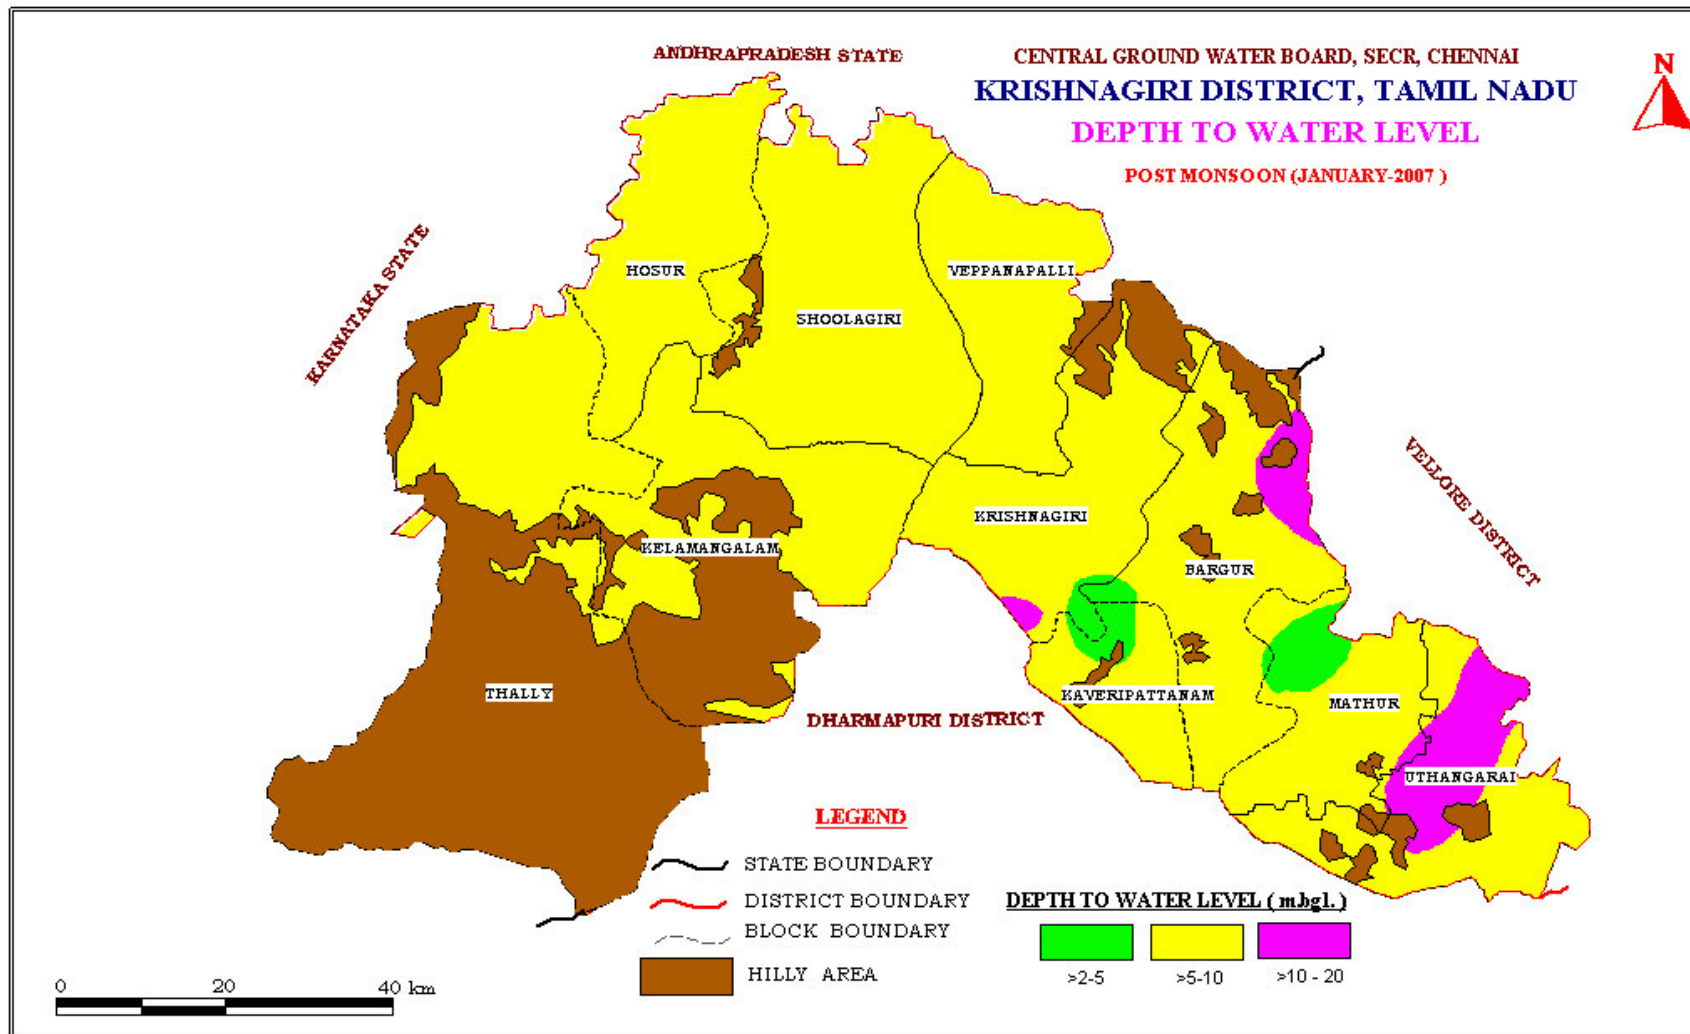 ANDHRAPRADESH STATE
CENTRAL GROUND WATER BOARD, SECR, CHENNAI
KRISHNAGIRI DISTRICT, TAMIL NADU
DEPTH TO WATER LEVEL
POST MONSOON (JANUARY-2007 )
N
KARNATAKA STATE
HOSUR
VEPPANAPALLI
SHOOLAGIRI
VELLORE DISTRICT
KRISHNAGIRI
KELAMANGALAM
BARGUR
THALLY
KAVERIPATTANAM
MATHUR
DHARMAPURI DISTRICT
UTHANGARAI
LEGEND
STATE BOUNDARY
DISTRICT BOUNDARY
BLOCK BOUNDARY
HILLY AREA
DEPTH TO WATER LEVEL ( m.bgl. )
>2-5 >5-10 >10 - 20
0 20 40 km